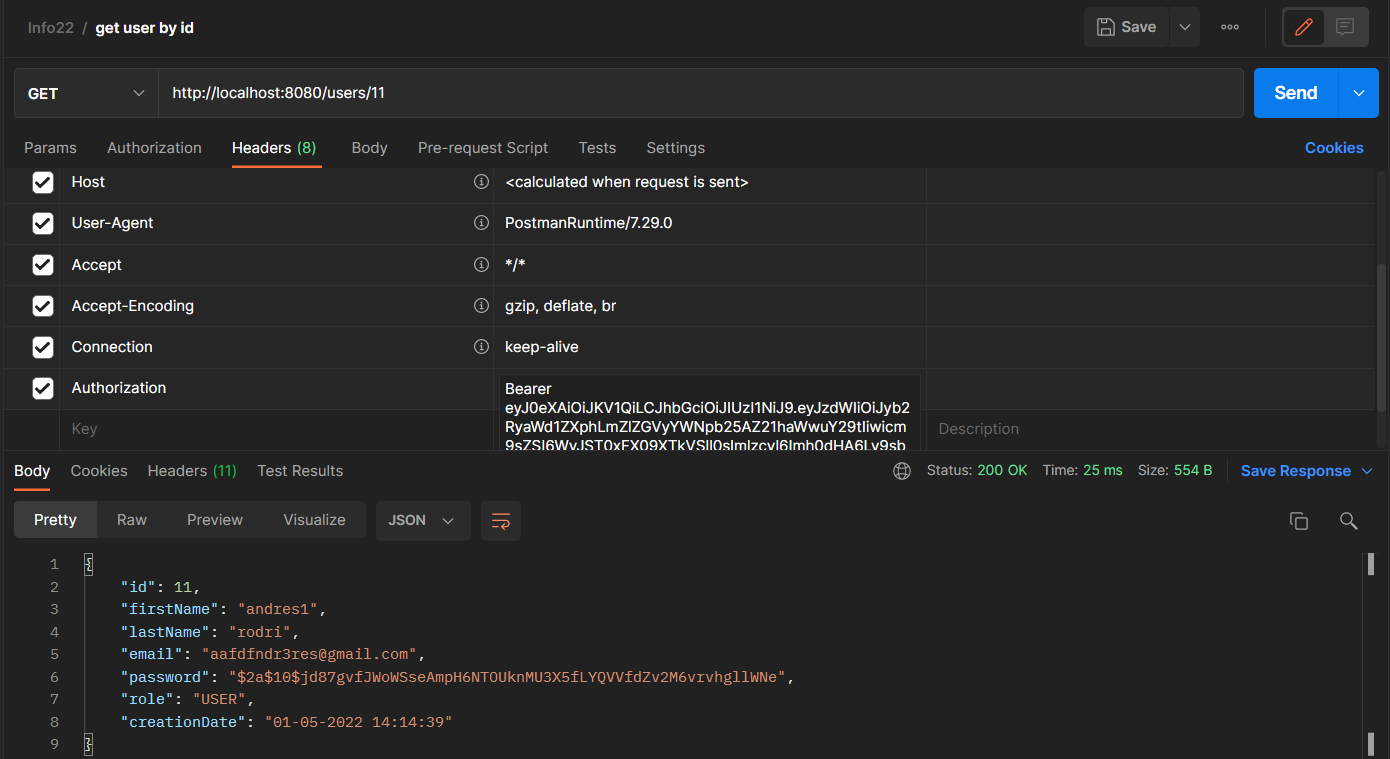 Info22 / get user by id
Save
GET
http://localhost:8080/users/11
Send
Params Authorization Headers (8) Body Pre-request Script Tests Settings
Cookies
Host <calculated when request is sent>
User-Agent PostmanRuntime/7.29.0
Accept */*
Accept-Encoding gzip, deflate, br
Connection keep-alive
Authorization Bearer
eyJ0eXAiOiJKV1QiLCJhbGciOiJIUzI1NiJ9.eyJzdWIiOiJyb2
RyaWd1ZXphLmZlZGVyYWNpb25AZ21haWwuY29tIiwicm
9sZSI6WyJST0xFX09XTkVSIl0sImlzcyI6Imh0dHA6Ly9sb
Key Description
Body Cookies Headers (11) Test Results
Status: 200 OK Time: 25 ms Size: 554 B
Save Response
Pretty Raw Preview Visualize JSON
1 {
2 "id": 11,
3 "firstName": "andres1",
4 "lastName": "rodri",
5 "email": "aafdfndr3res@gmail.com",
6 "password": "$2a$10$jd87gvfJWoWSseAmpH6NTOUknMU3X5fLYQVVfdZv2M6vrvhgllWNe",
7 "role": "USER",
8 "creationDate": "01-05-2022 14:14:39"
9 }